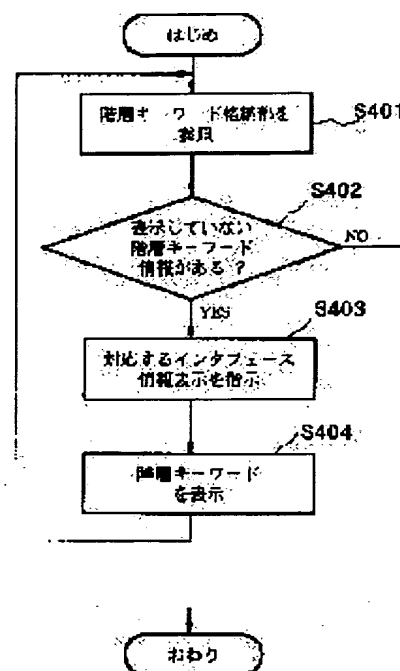 はじめ
階層キーワード格納部を
参照
S401
S402
表示していない
階層キーワード
情報がある?
NO
YES
S403
対応するインタフェース
情報表示を指示
S404
階層キーワード
を表示
おわり